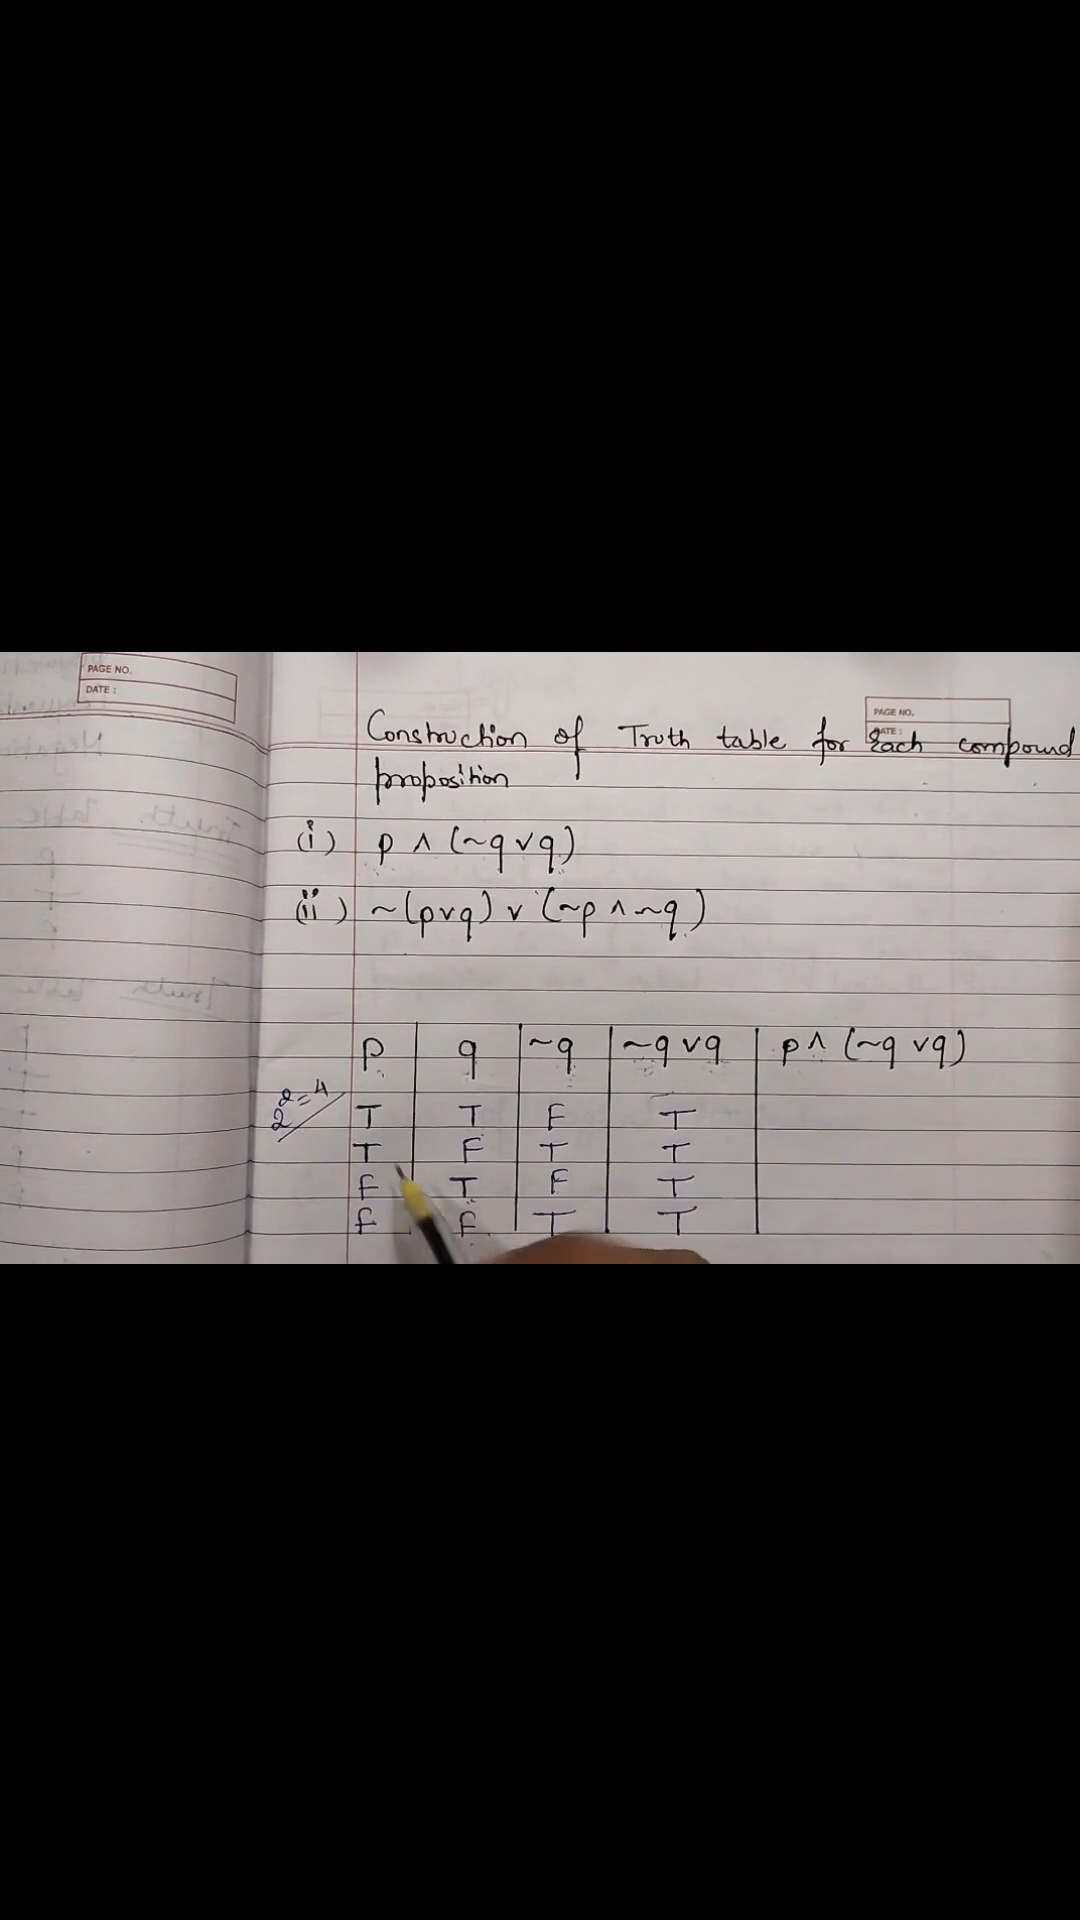 PAGE NO.
DATE :
PAGE NO.
DATE :
Construction of Truth table for Each compound
proposition
(i) p ∧ (~q ∨ q)
(ii) ~(p∨q) ∨ (~p ∧ ~q)
p q ~q ~q ∨ q p ∧ (~q ∨ q)
2²=4
T T F T
T F T T
F T F T
F F T T